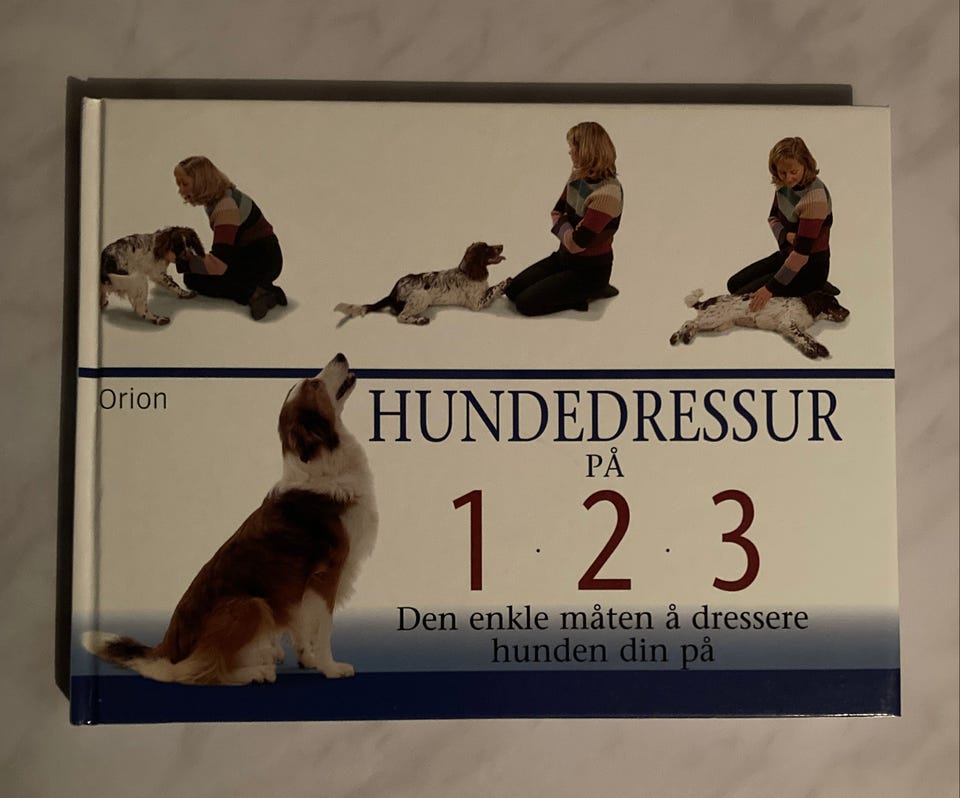 Orion
HUNDEDRESSUR
PÅ
1 · 2 · 3
Den enkle måten å dressere
hunden din på